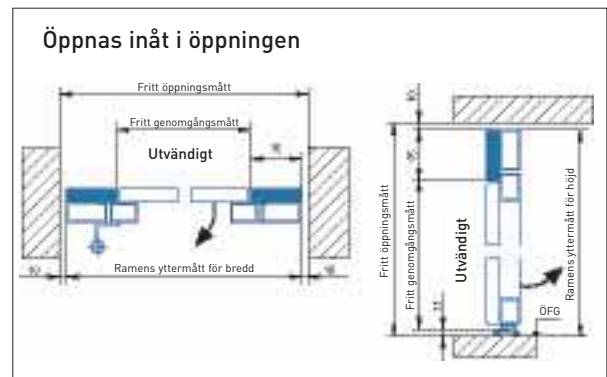 Öppnas inåt i öppningen
Fritt öppningsmått
Fritt genomgångsmått
Utvändigt
Ramens yttermått för bredd
Fritt öppningsmått
Fritt genomgångsmått
Utvändigt
Ramens yttermått för höjd
ÖFG